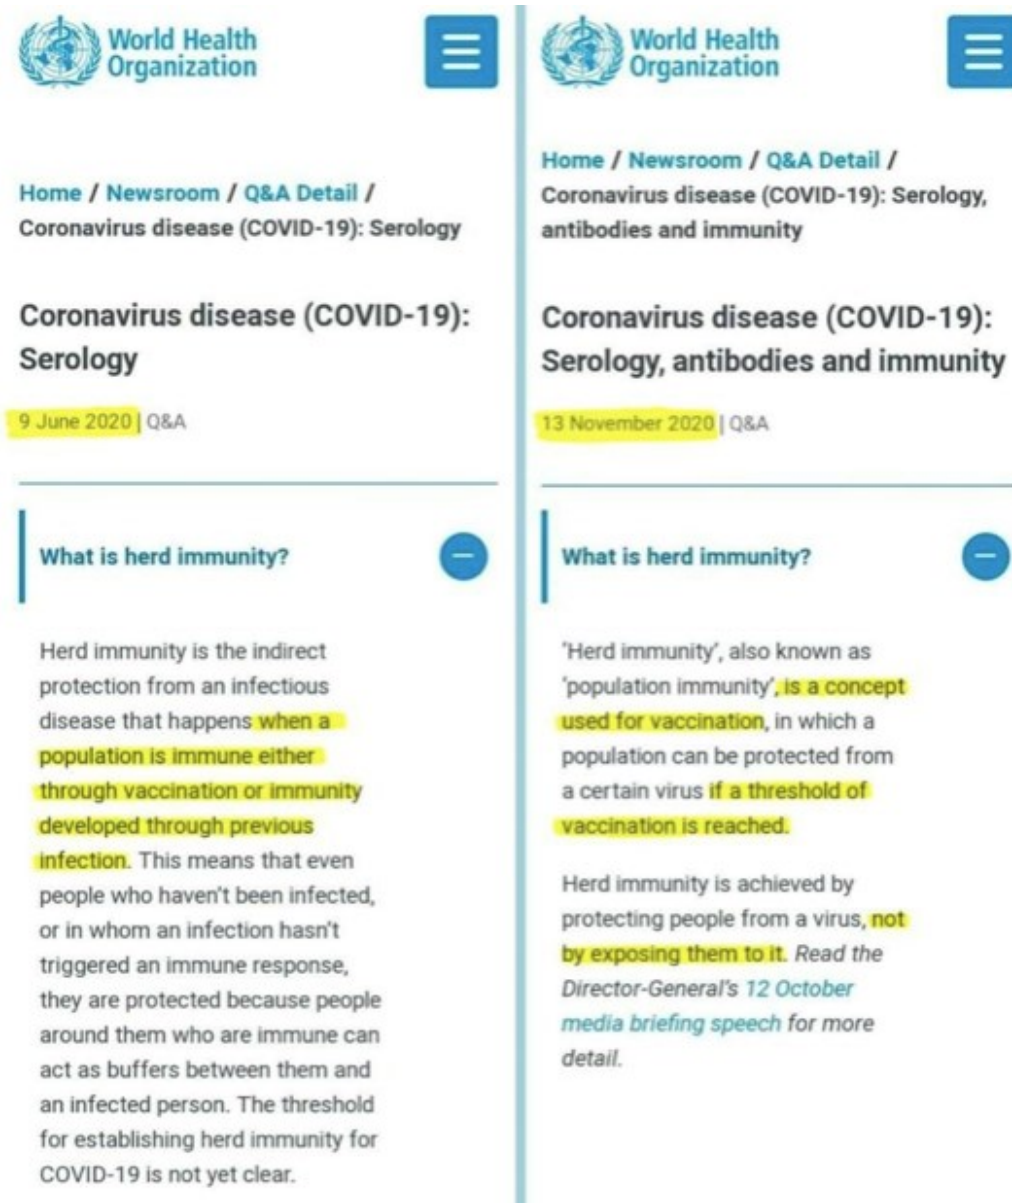 World Health
Organization
Home / Newsroom / Q&A Detail /
Coronavirus disease (COVID-19): Serology
Coronavirus disease (COVID-19):
Serology
9 June 2020 | Q&A
What is herd immunity?
Herd immunity is the indirect
protection from an infectious
disease that happens when a
population is immune either
through vaccination or immunity
developed through previous
infection. This means that even
people who haven't been infected,
or in whom an infection hasn't
triggered an immune response,
they are protected because people
around them who are immune can
act as buffers between them and
an infected person. The threshold
for establishing herd immunity for
COVID-19 is not yet clear.
World Health
Organization
Home / Newsroom / Q&A Detail /
Coronavirus disease (COVID-19): Serology,
antibodies and immunity
Coronavirus disease (COVID-19):
Serology, antibodies and immunity
13 November 2020 | Q&A
What is herd immunity?
'Herd immunity', also known as
'population immunity', is a concept
used for vaccination, in which a
population can be protected from
a certain virus if a threshold of
vaccination is reached.
Herd immunity is achieved by
protecting people from a virus, not
by exposing them to it. Read the
Director-General's 12 October
media briefing speech for more
detail.